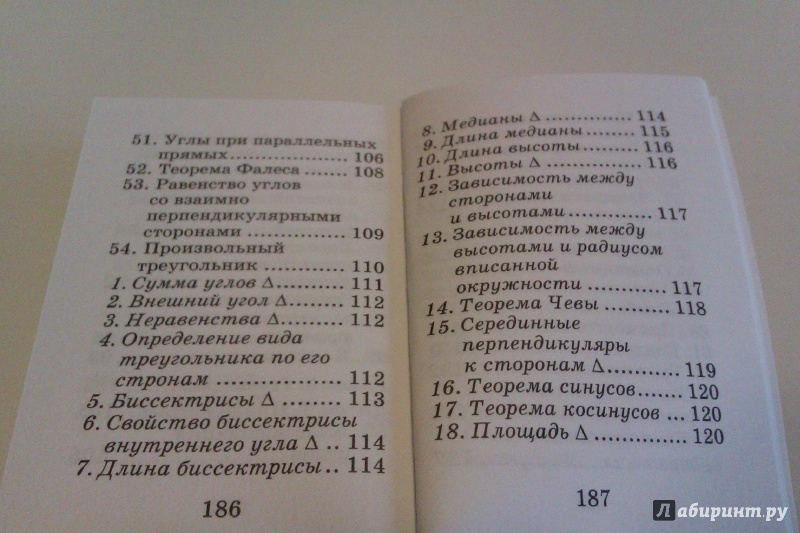 51. Углы при параллельных
прямых.................. 106
52. Теорема Фалеса........ 108
53. Равенство углов
со взаимно
перпендикулярными
сторонами .............. 109
54. Произвольный
треугольник ............. 110
1. Сумма углов Δ.......... 111
2. Внешний угол Δ........ 112
3. Неравенства Δ......... 112
4. Определение вида
треугольника по его
стронам .................. 112
5. Биссектрисы Δ ........ 113
6. Свойство биссектрисы
внутреннего угла Δ .. 114
7. Длина биссектрисы .. 114
186
8. Медианы Δ .............. 114
9. Длина медианы ........ 115
10. Длина высоты ......... 116
11. Высоты Δ .............. 116
12. Зависимость между
сторонами
и высотами ............. 117
13. Зависимость между
высотами и радиусом
вписанной
окружности ............. 117
14. Теорема Чевы ......... 118
15. Серединные
перпендикуляры
к сторонам Δ ........... 119
16. Теорема синусов....... 120
17. Теорема косинусов ... 120
18. Площадь Δ ............. 120
187
Лабиринт.ру